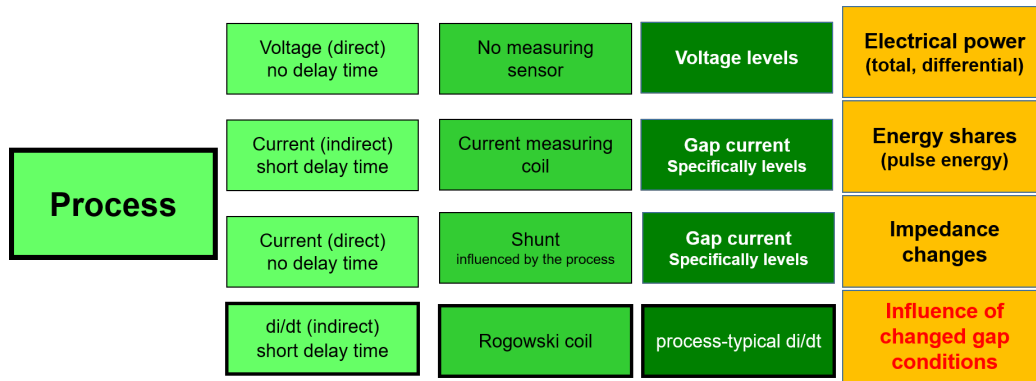 Process
Voltage (direct)
no delay time
No measuring
sensor
Voltage levels
Electrical power
(total, differential)
Current (indirect)
short delay time
Current measuring
coil
Gap current
Specifically levels
Energy shares
(pulse energy)
Current (direct)
no delay time
Shunt
influenced by the process
Gap current
Specifically levels
Impedance
changes
di/dt (indirect)
short delay time
Rogowski coil
process-typical di/dt
Influence of
changed gap
conditions